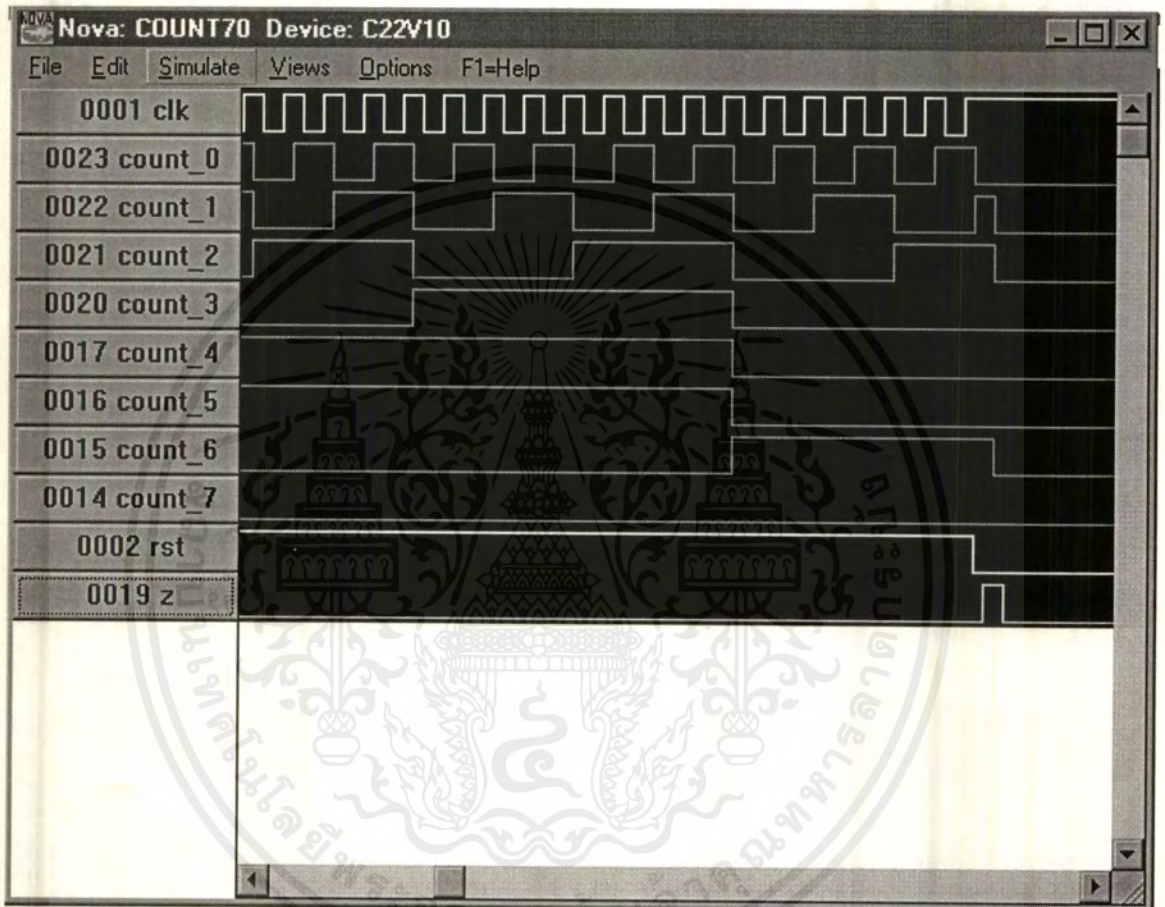 NOVA Nova: COUNT70 Device: C22V10
File Edit Simulate Views Options F1=Help
0001 clk
0023 count_0
0022 count_1
0021 count_2
0020 count_3
0017 count_4
0016 count_5
0015 count_6
0014 count_7
0002 rst
0019 z